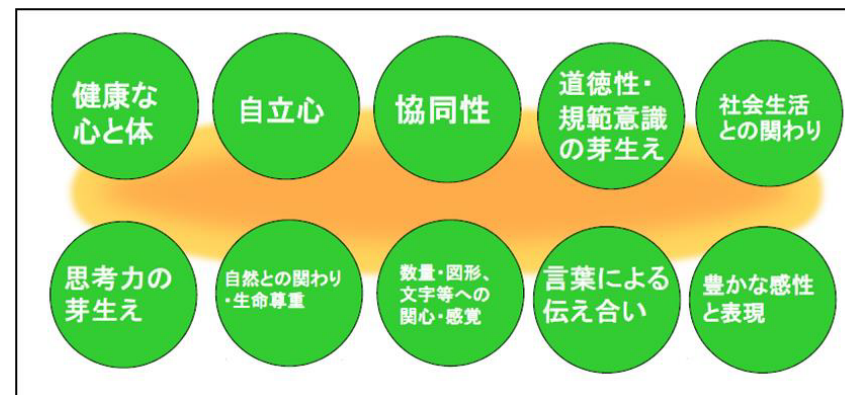 健康な
心と体
自立心
協同性
道徳性・
規範意識
の芽生え
社会生活
との関わり
思考力の
芽生え
自然との関わり
・生命尊重
数量・図形、
文字等への
関心・感覚
言葉による
伝え合い
豊かな感性
と表現